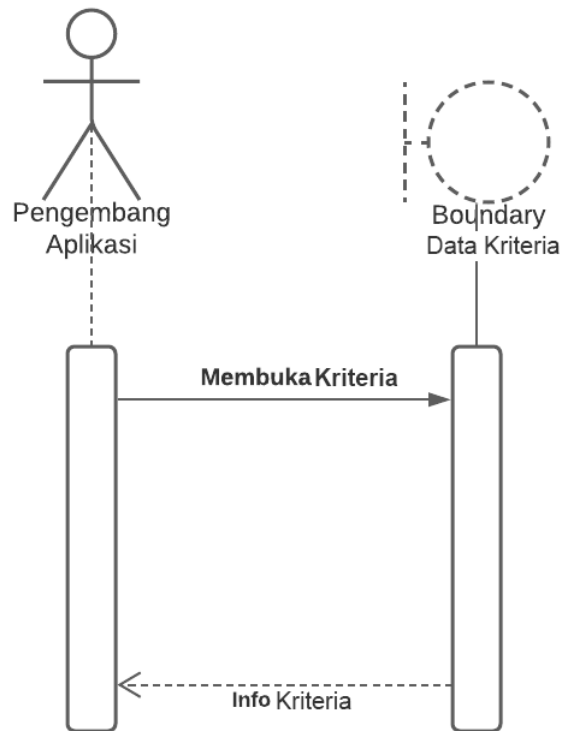 Pengembang
Aplikasi
Boundary
Data Kriteria
Membuka Kriteria
Info Kriteria